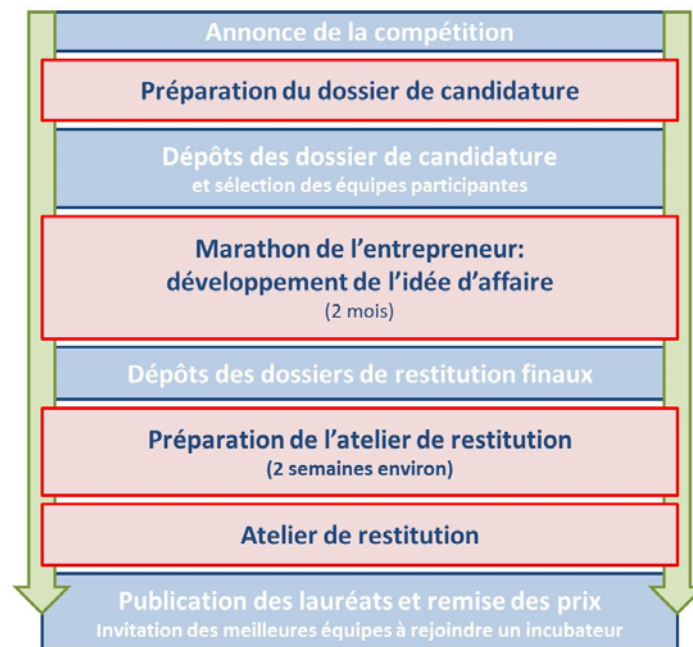 Annonce de la compétition
Préparation du dossier de candidature
Dépôts des dossier de candidature
et sélection des équipes participantes
Marathon de l’entrepreneur:
développement de l’idée d’affaire
(2 mois)
Dépôts des dossiers de restitution finaux
Préparation de l’atelier de restitution
(2 semaines environ)
Atelier de restitution
Publication des lauréats et remise des prix
Invitation des meilleures équipes à rejoindre un incubateur